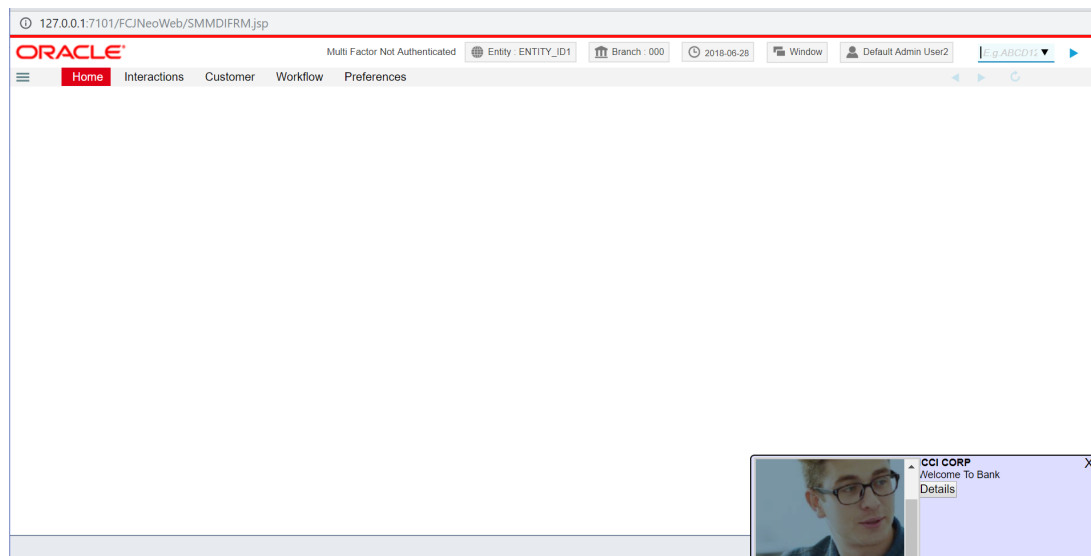 127.0.0.1:7101/FCJNeoWeb/SMMDIFRM.jsp
ORACLE
Multi Factor Not Authenticated Entity : ENTITY_ID1 Branch : 000 2018-06-28 Window Default Admin User2 E.g.ABCD12
Home Interactions Customer Workflow Preferences
CCI CORP X
Welcome To Bank
Details